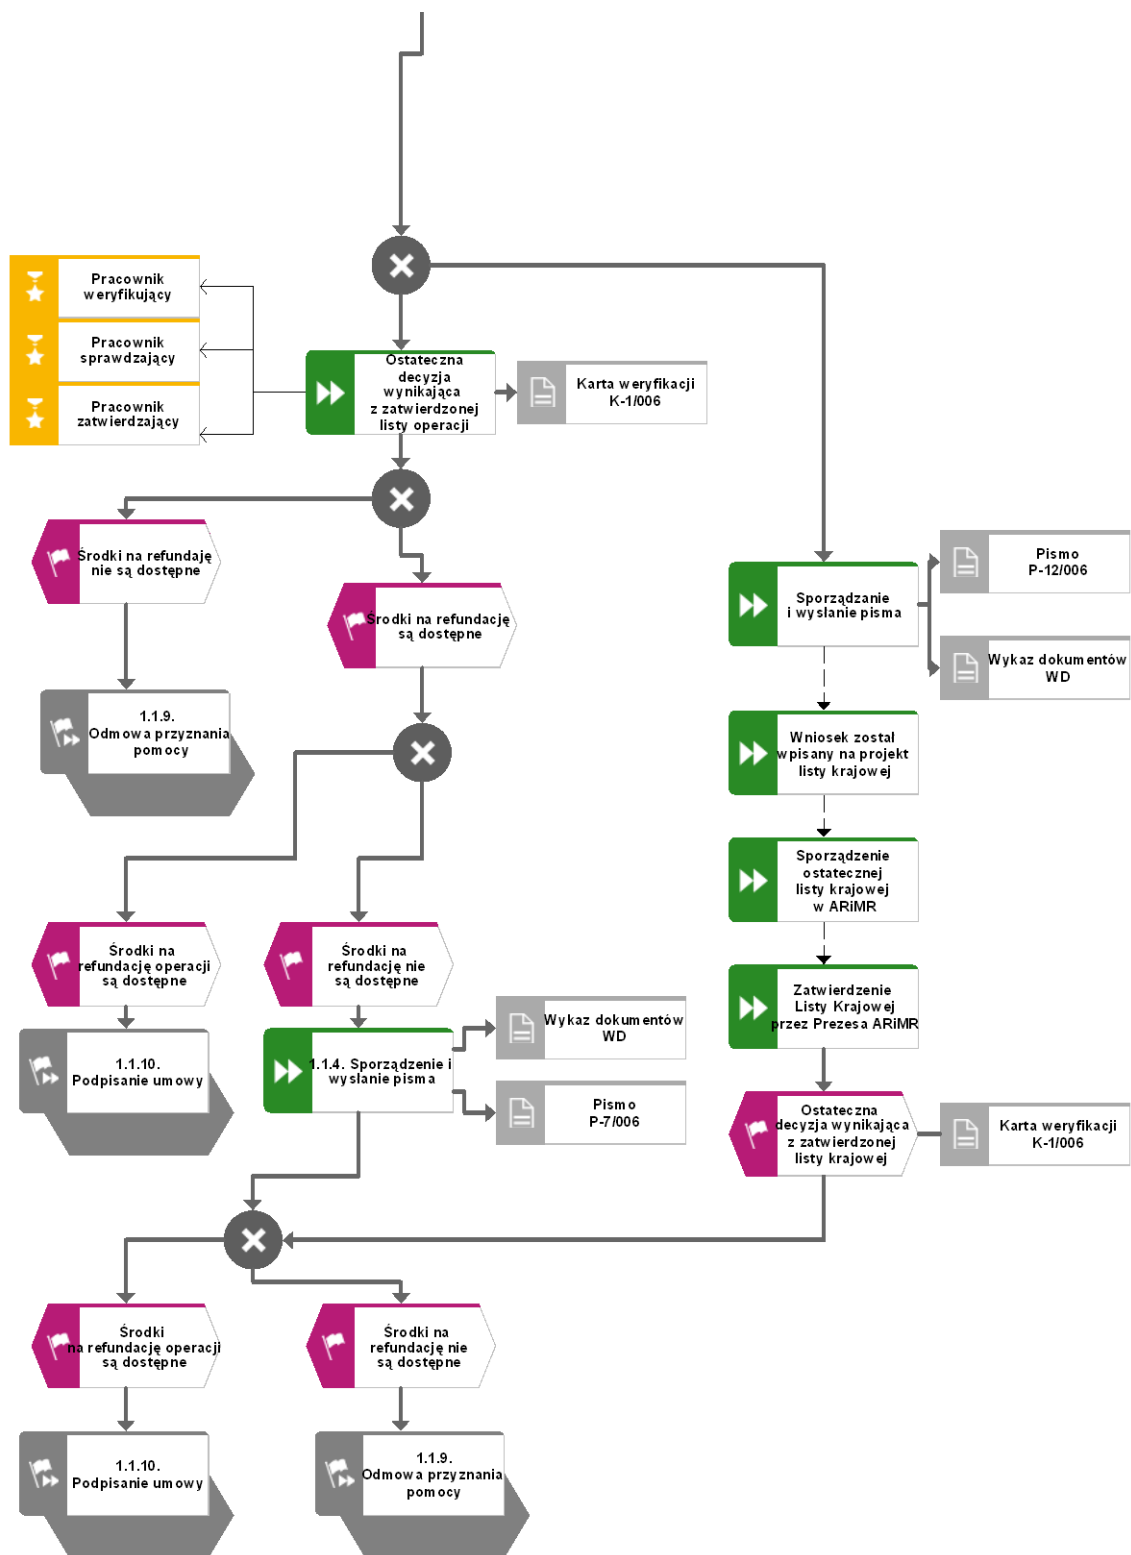 Pracownik
weryfikujący
Pracownik
sprawdzający
Pracownik
zatwierdzający
Ostateczna
decyzja
wynikająca
z zatwierdzonej
listy operacji
Karta weryfikacji
K-1/006
Środki na refundaję
nie są dostępne
Środki na refundację
są dostępne
Sporządzanie
i wysłanie pisma
Pismo
P-12/006
Wykaz dokumentów
WD
1.1.9.
Odmowa przyznania
pomocy
Wniosek został
wpisany na projekt
listy krajowej
Sporządzenie
ostatecznej
listy krajowej
w ARiMR
Środki na
refundację operacji
są dostępne
Środki na
refundację nie
są dostępne
Zatwierdzenie
Listy Krajowej
przez Prezesa ARiMR
1.1.10.
Podpisanie umowy
1.1.4. Sporządzenie i
wysłanie pisma
Wykaz dokumentów
WD
Pismo
P-7/006
Ostateczna
decyzja wynikająca
z zatwierdzonej
listy krajowej
Karta weryfikacji
K-1/006
Środki
na refundację operacji
są dostępne
Środki na
refundację nie
są dostępne
1.1.10.
Podpisanie umowy
1.1.9.
Odmowa przyznania
pomocy